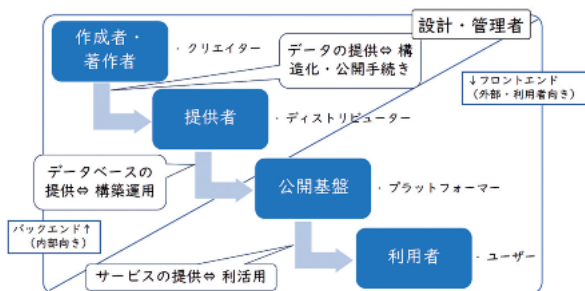 設計・管理者
作成者・
著作者
・クリエイター
データの提供⇔ 構
造化・公開手続き
↓フロントエンド
(外部・利用者向き)
提供者
・ディストリビューター
データベースの
提供⇔ 構築運用
公開基盤
・プラットフォーマー
バックエンド↑
(内部向き)
サービスの提供⇔ 利活用
利用者
・ユーザー